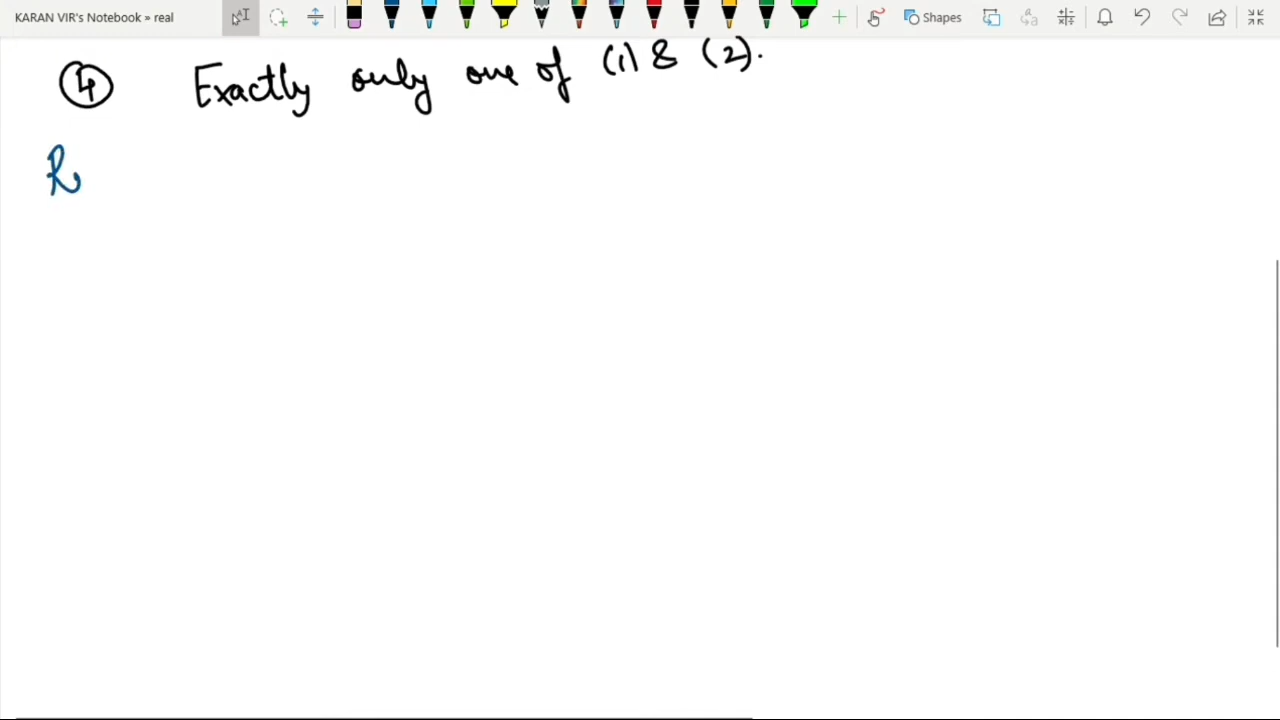 KARAN VIR's Notebook » real
Shapes
④ Exactly only one of (1) & (2).
R